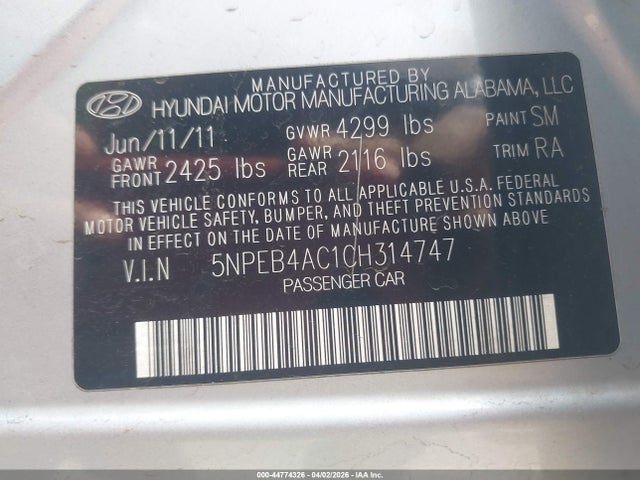 MANUFACTURED BY
HYUNDAI MOTOR MANUFACTURING ALABAMA, LLC
Jun/11/11 GVWR 4299 lbs PAINT SM
GAWR FRONT 2425 lbs GAWR REAR 2116 lbs TRIM RA
THIS VEHICLE CONFORMS TO ALL APPLICABLE U.S.A. FEDERAL
MOTOR VEHICLE SAFETY, BUMPER, AND THEFT PREVENTION STANDARDS
IN EFFECT ON THE DATE OF MANUFACTURE SHOWN ABOVE
V.I.N 5NPEB4AC1CH314747
PASSENGER CAR
000-44774326 - 04/02/2026 - IAA Inc.